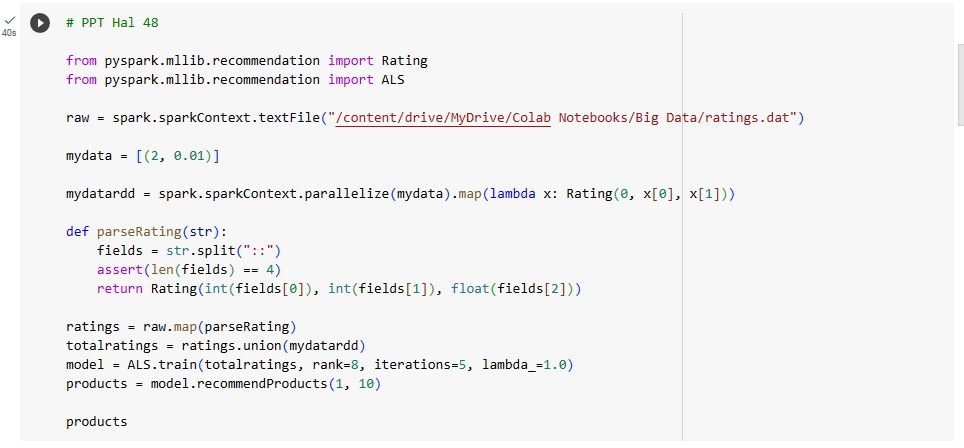 # PPT Hal 48
from pyspark.mllib.recommendation import Rating
from pyspark.mllib.recommendation import ALS
raw = spark.sparkContext.textFile("/content/drive/MyDrive/Colab Notebooks/Big Data/ratings.dat")
mydata = [(2, 0.01)]
mydatardd = spark.sparkContext.parallelize(mydata).map(lambda x: Rating(0, x[0], x[1]))
def parseRating(str):
    fields = str.split("::")
    assert(len(fields) == 4)
    return Rating(int(fields[0]), int(fields[1]), float(fields[2]))
ratings = raw.map(parseRating)
totalratings = ratings.union(mydatardd)
model = ALS.train(totalratings, rank=8, iterations=5, lambda_=1.0)
products = model.recommendProducts(1, 10)
products
40s